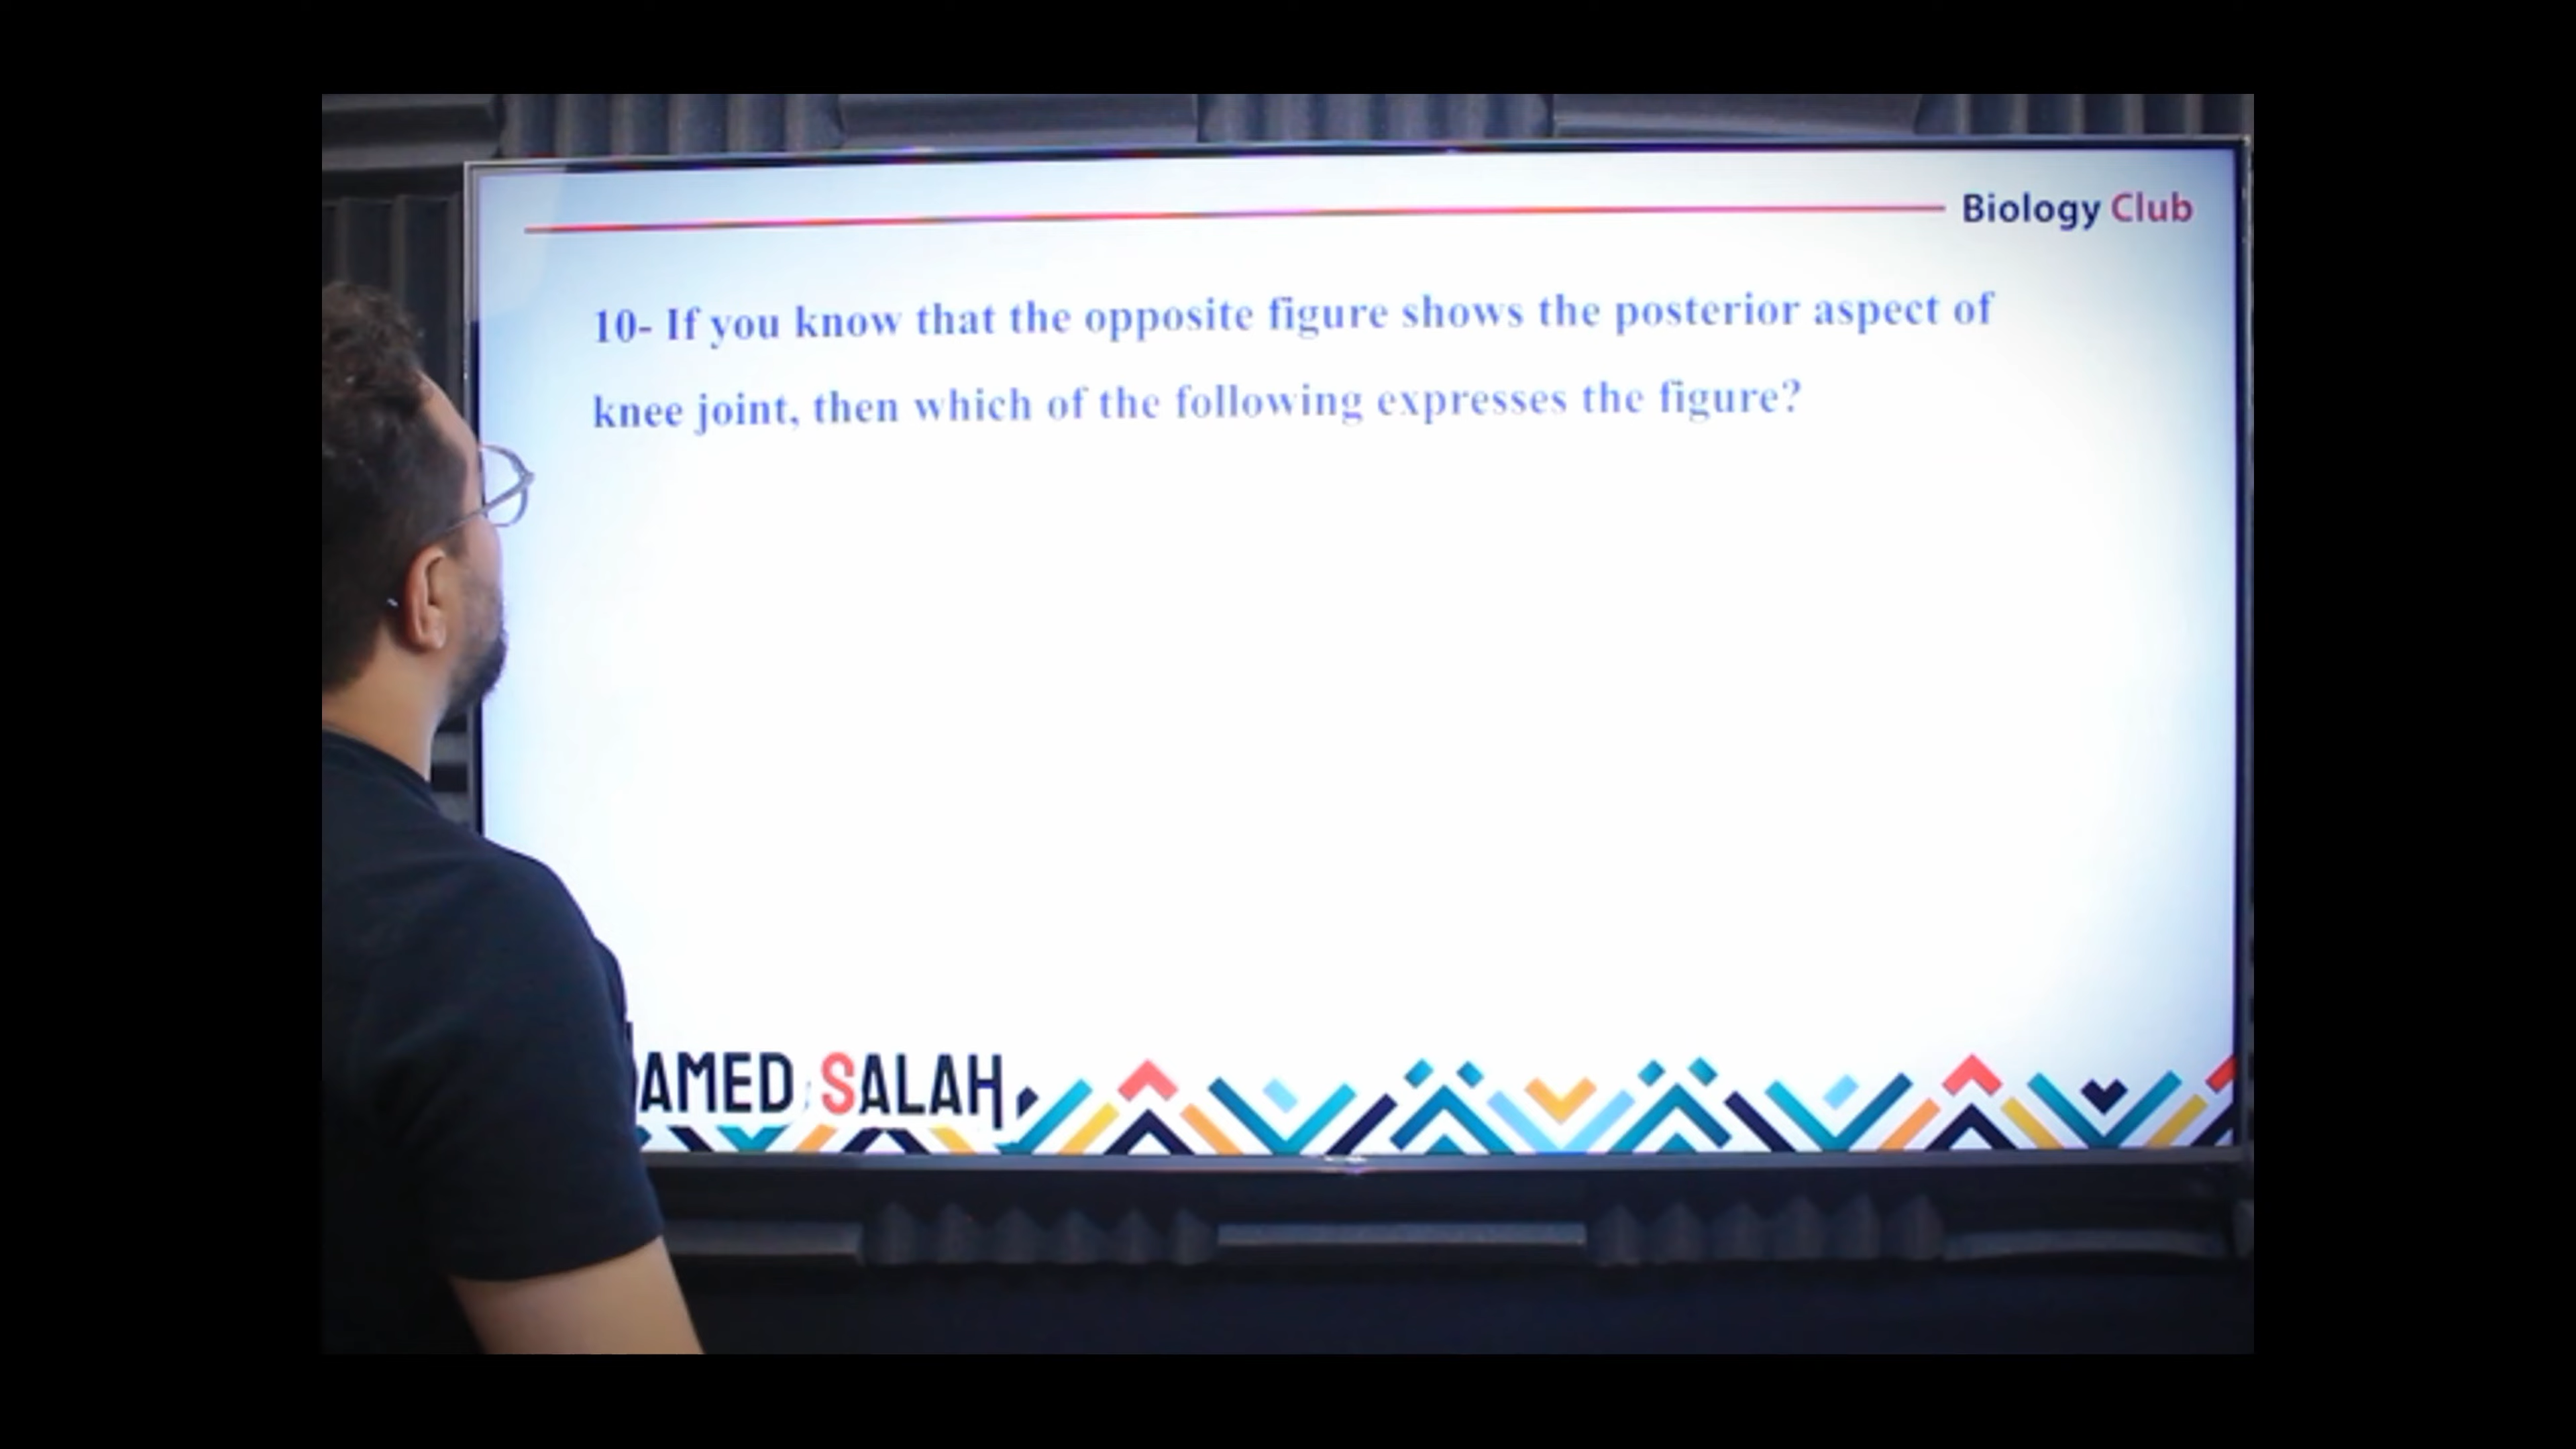 Biology Club
10- If you know that the opposite figure shows the posterior aspect of
knee joint, then which of the following expresses the figure?
AMED SALAH